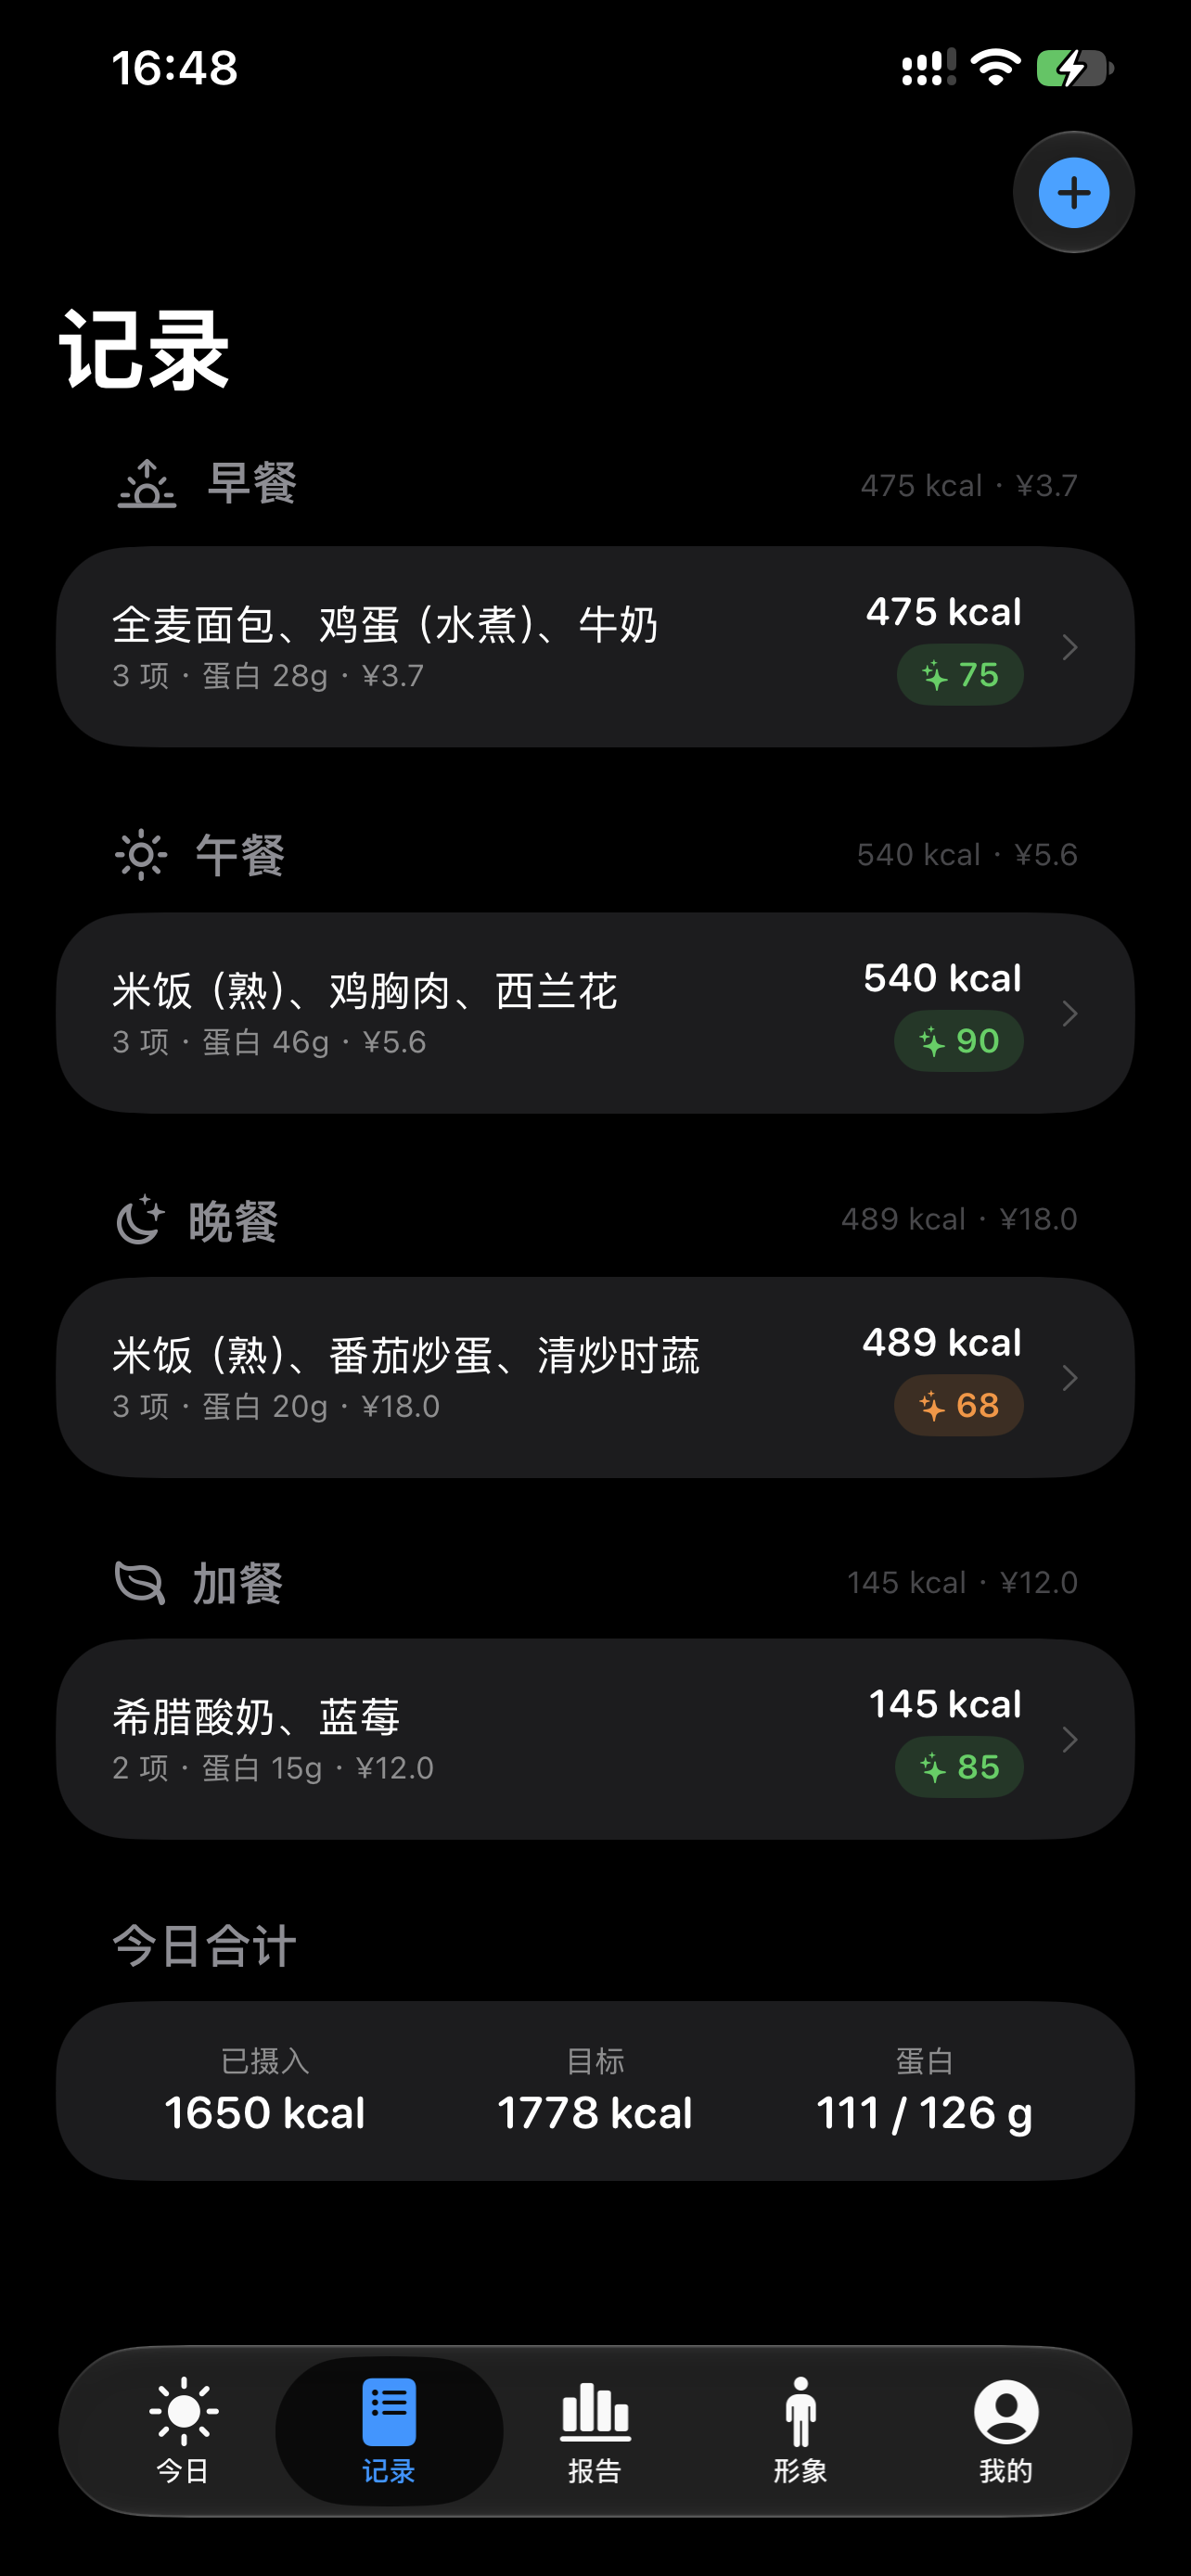 16:48
记录
早餐
475 kcal · ¥3.7
全麦面包、鸡蛋（水煮）、牛奶
475 kcal
3 项 · 蛋白 28g · ¥3.7
75
午餐
540 kcal · ¥5.6
米饭（熟）、鸡胸肉、西兰花
540 kcal
3 项 · 蛋白 46g · ¥5.6
90
晚餐
489 kcal · ¥18.0
米饭（熟）、番茄炒蛋、清炒时蔬
489 kcal
3 项 · 蛋白 20g · ¥18.0
68
加餐
145 kcal · ¥12.0
希腊酸奶、蓝莓
145 kcal
2 项 · 蛋白 15g · ¥12.0
85
今日合计
已摄入 目标 蛋白
1650 kcal 1778 kcal 111 / 126 g
今日 记录 报告 形象 我的